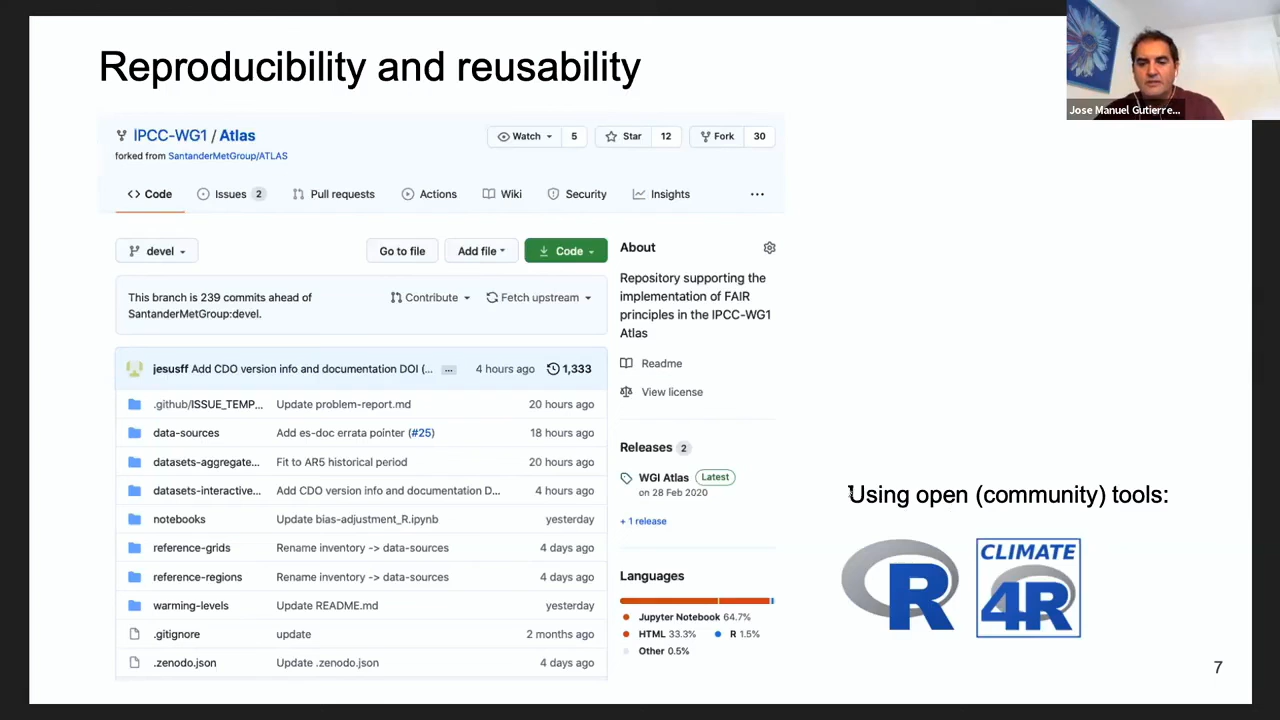 Reproducibility and reusability
Jose Manuel Gutierre...
IPCC-WG1 / Atlas
forked from SantanderMetGroup/ATLAS
Watch 5 Star 12 Fork 30
<> Code Issues 2 Pull requests Actions Wiki Security Insights ...
devel Go to file Add file Code
This branch is 239 commits ahead of
SantanderMetGroup:devel.
Contribute Fetch upstream
jesusff Add CDO version info and documentation DOI (... ... 4 hours ago 1,333
.github/ISSUE_TEMP... Update problem-report.md 20 hours ago
data-sources Add es-doc errata pointer (#25) 18 hours ago
datasets-aggregate... Fit to AR5 historical period 20 hours ago
datasets-interactive... Add CDO version info and documentation D... 4 hours ago
notebooks Update bias-adjustment_R.ipynb yesterday
reference-grids Rename inventory -> data-sources 4 days ago
reference-regions Rename inventory -> data-sources 4 days ago
warming-levels Update README.md yesterday
.gitignore update 2 months ago
.zenodo.json Update .zenodo.json 4 days ago
About
Repository supporting the
implementation of FAIR
principles in the IPCC-WG1
Atlas
Readme
View license
Releases 2
WGI Atlas Latest
on 28 Feb 2020
+ 1 release
Languages
Jupyter Notebook 64.7%
HTML 33.3% R 1.5%
Other 0.5%
Using open (community) tools:
R
CLIMATE
4R
7